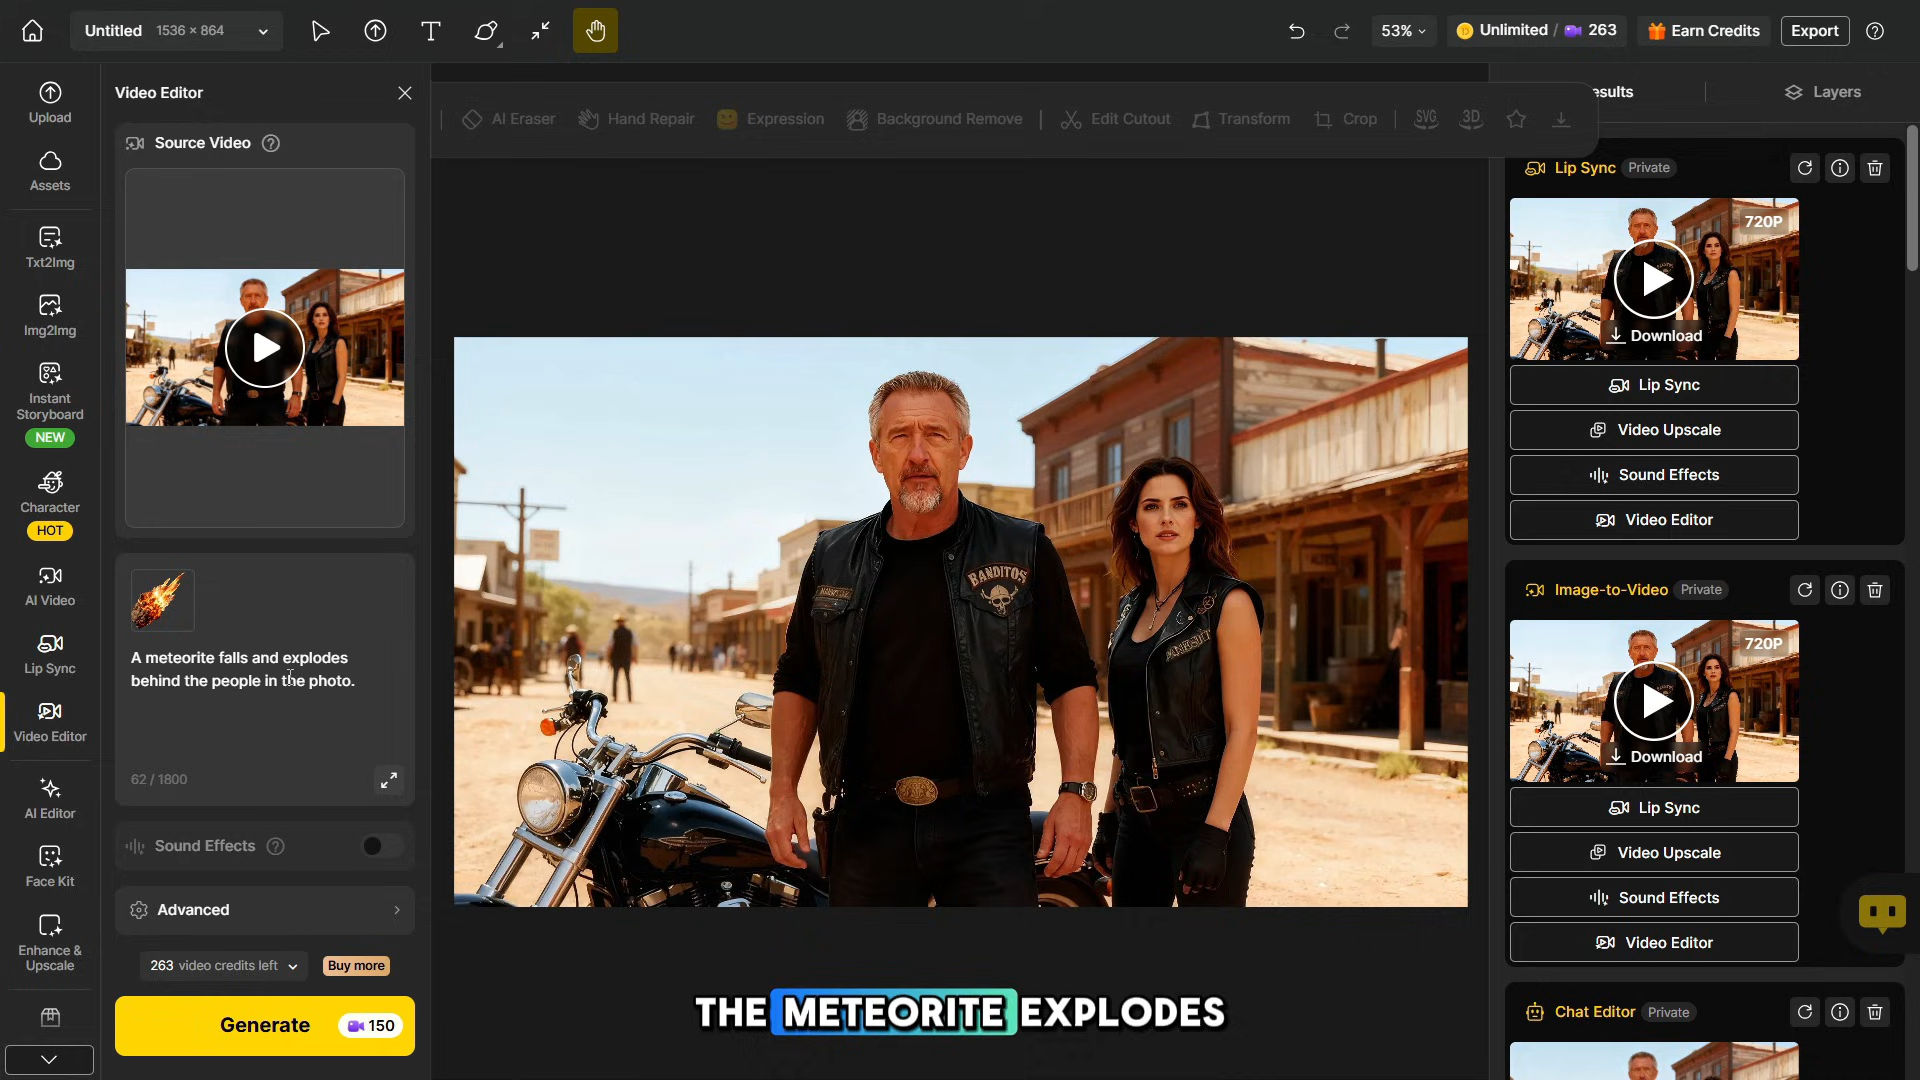 Untitled 1536 × 864
53%
Unlimited / 263
Earn Credits
Export
Upload
Assets
Txt2Img
Img2Img
Instant
Storyboard
NEW
Character
HOT
AI Video
Lip Sync
Video Editor
AI Editor
Face Kit
Enhance &
Upscale
Video Editor
Source Video
A meteorite falls and explodes
behind the people in the photo.
62 / 1800
Sound Effects
Advanced
263 video credits left
Buy more
Generate 150
AI Eraser
Hand Repair
Expression
Background Remove
Edit Cutout
Transform
Crop
SVG
3D
BANDITOS
THE METEORITE EXPLODES
esults
Layers
Lip Sync Private
720P
Download
Lip Sync
Video Upscale
Sound Effects
Video Editor
Image-to-Video Private
720P
Download
Lip Sync
Video Upscale
Sound Effects
Video Editor
Chat Editor Private